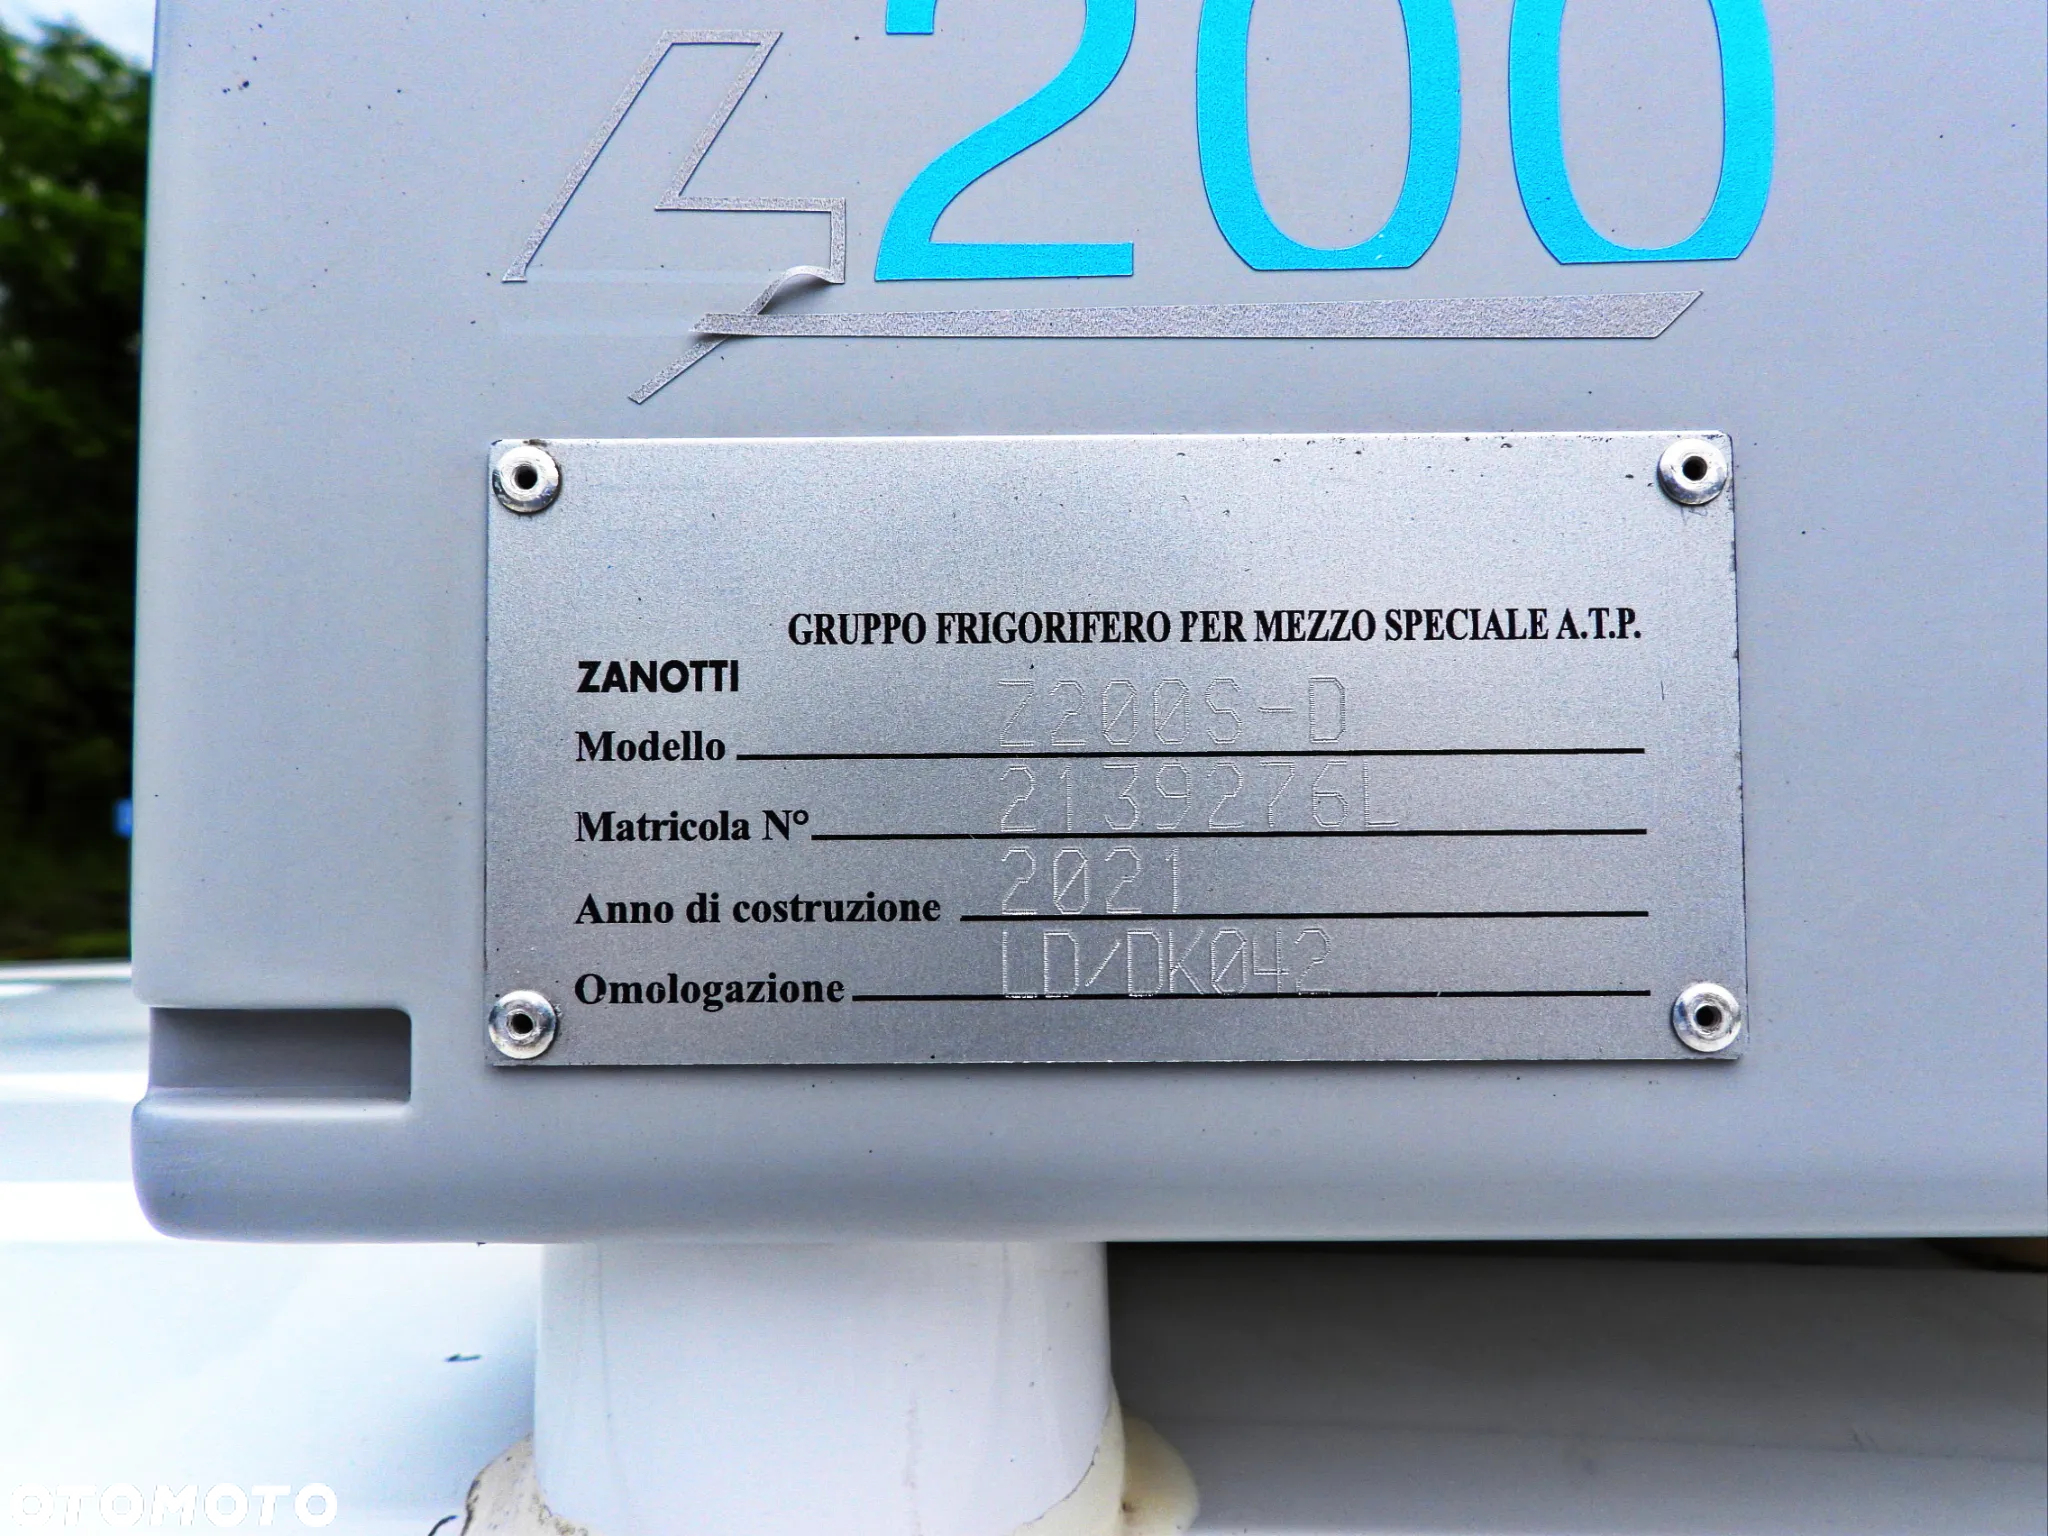 Z200
GRUPPO FRIGORIFERO PER MEZZO SPECIALE A.T.P.
ZANOTTI
Modello Z200S-D
Matricola N° 2139276L
Anno di costruzione 2021
Omologazione LD/DK042
OTOMOTO